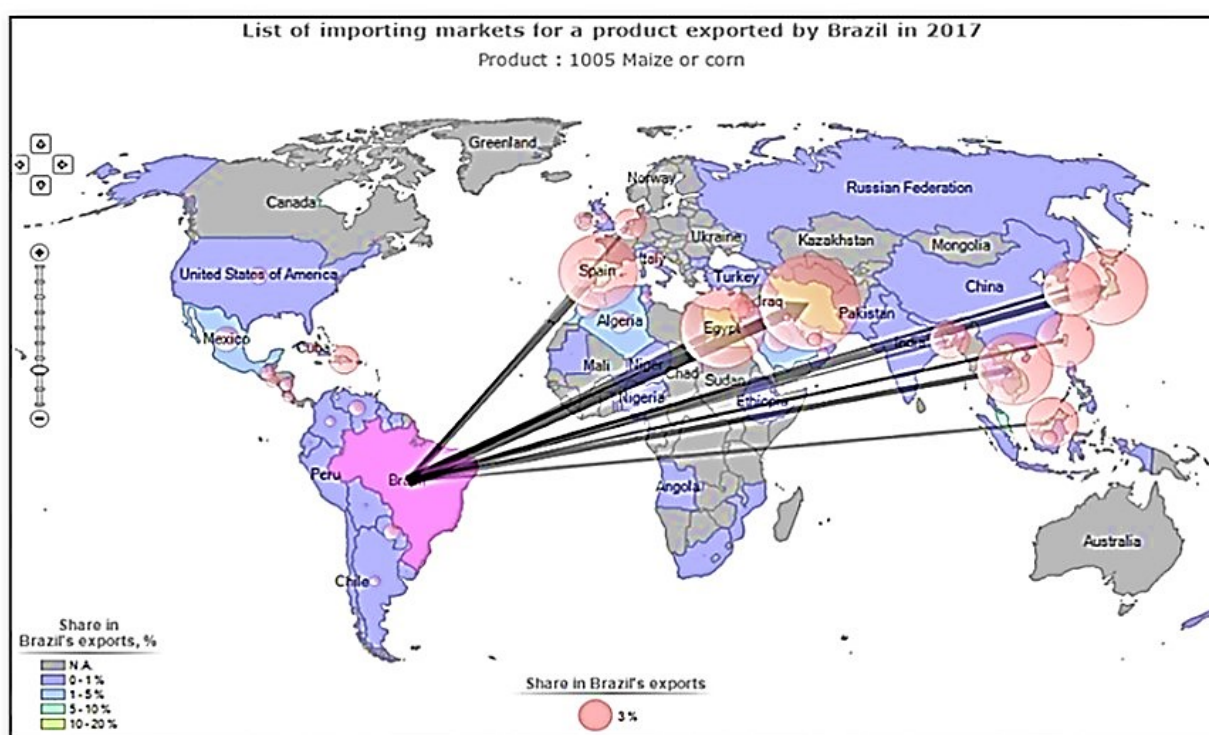 List of importing markets for a product exported by Brazil in 2017
Product : 1005 Maize or corn
Greenland
Norway
Russian Federation
Canada
Ukraine
Kazakhstan
Mongolia
Italy
Spain
United States of America
Turkey
China
Iraq
Pakistan
Algeria
Egypt
Mexico
Cuba
India
Mali
Niger
Chad
Sudan
Nigeria
Ethiopia
Peru
Brazil
Angola
Australia
Chile
Share in
Brazil's exports, %
N.A.
0-1%
1-5%
5-10%
10-20%
Share in Brazil's exports
3%